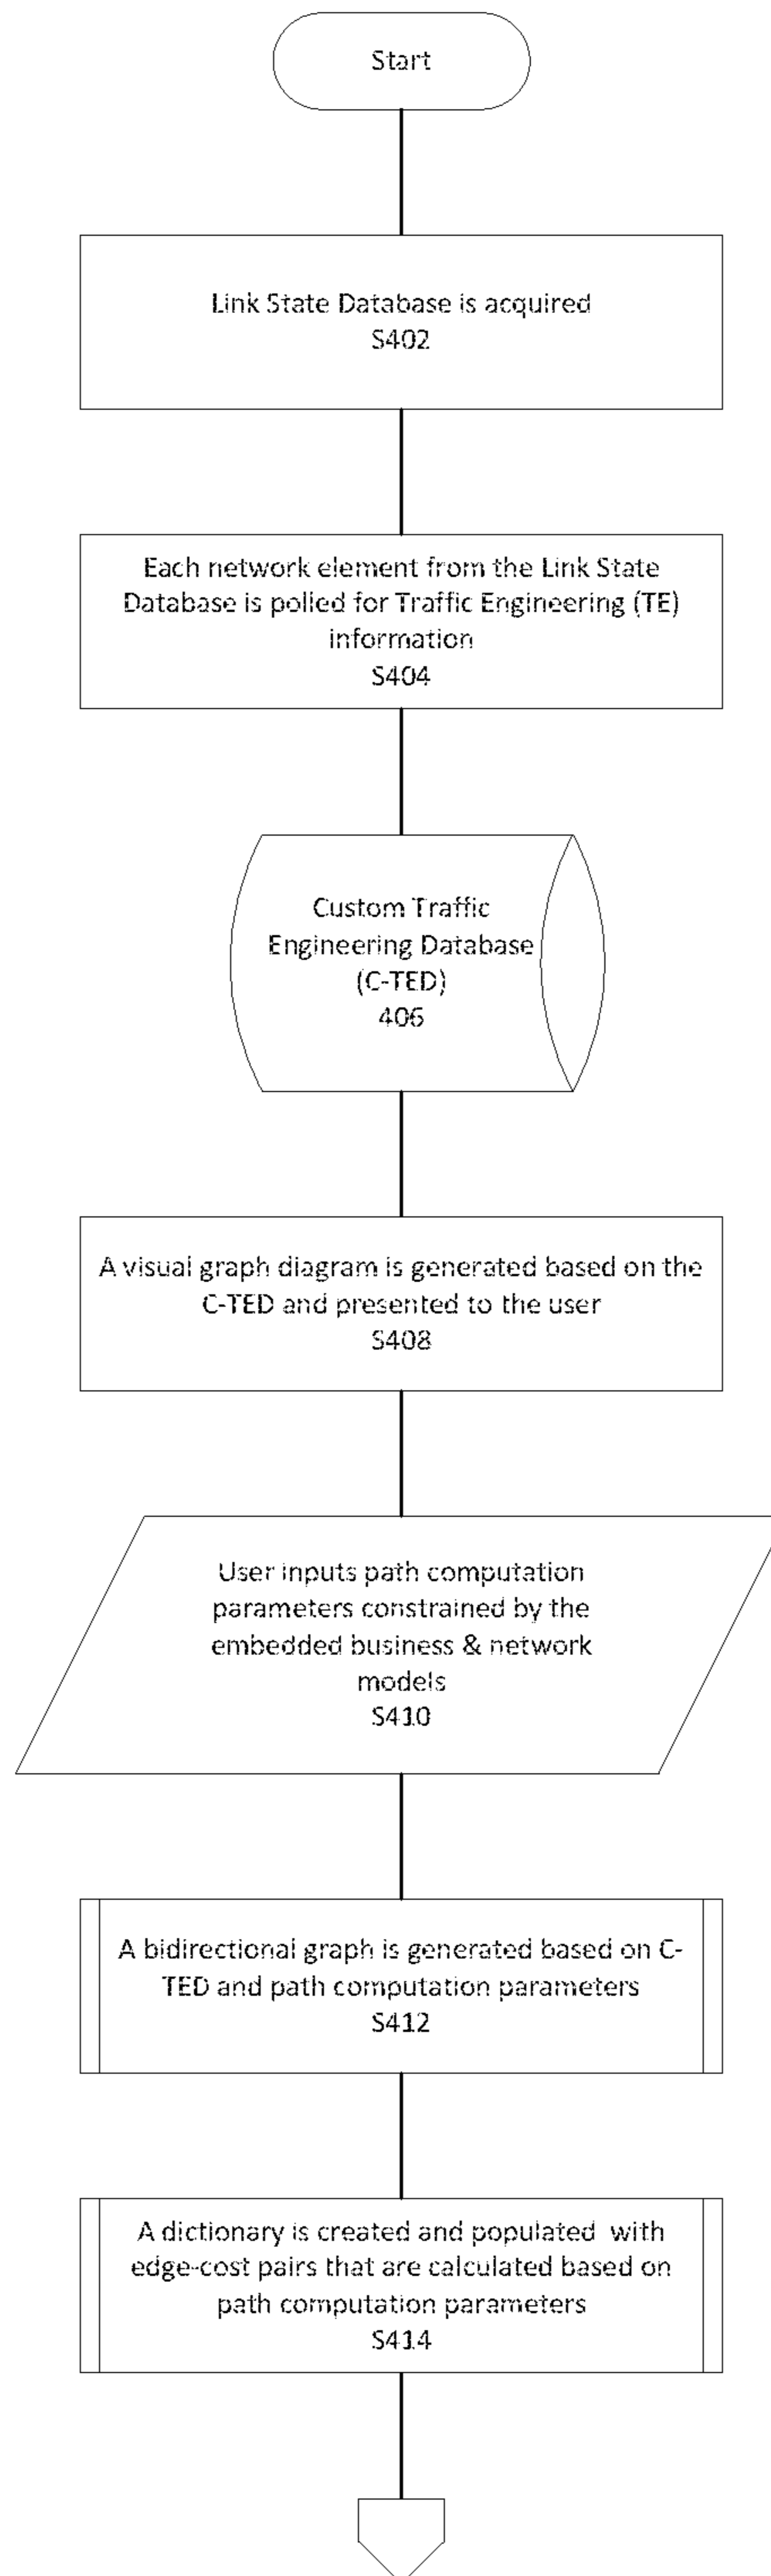 Start
Link State Database is acquired
S402
Each network element from the Link State
Database is polled for Traffic Engineering (TE)
information
S404
Custom Traffic
Engineering Database
(C-TED)
406
A visual graph diagram is generated based on the
C-TED and presented to the user
S408
User inputs path computation
parameters constrained by the
embedded business & network
models
S410
A bidirectional graph is generated based on C-
TED and path computation parameters
S412
A dictionary is created and populated with
edge-cost pairs that are calculated based on
path computation parameters
S414